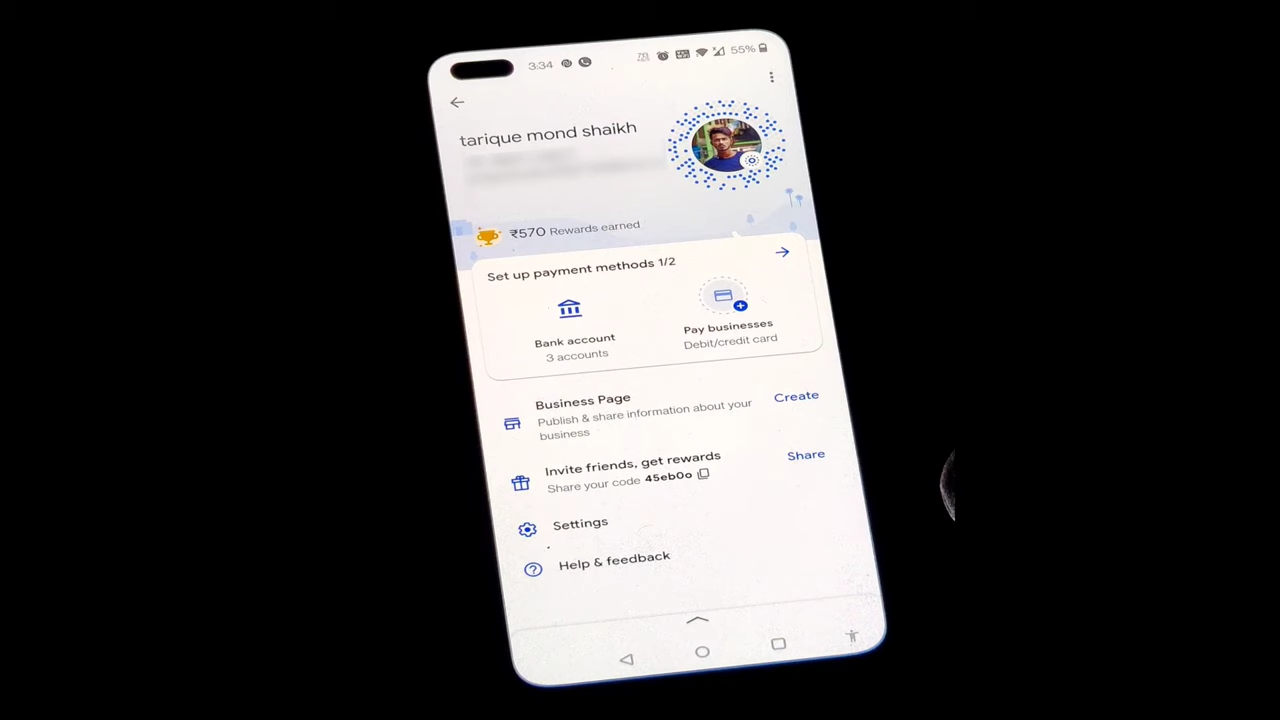 3:34
55%
tarique mond shaikh
₹570 Rewards earned
Set up payment methods 1/2
Bank account
3 accounts
Pay businesses
Debit/credit card
Business Page
Publish & share information about your
business
Create
Invite friends, get rewards
Share your code 45eb0o
Share
Settings
Help & feedback